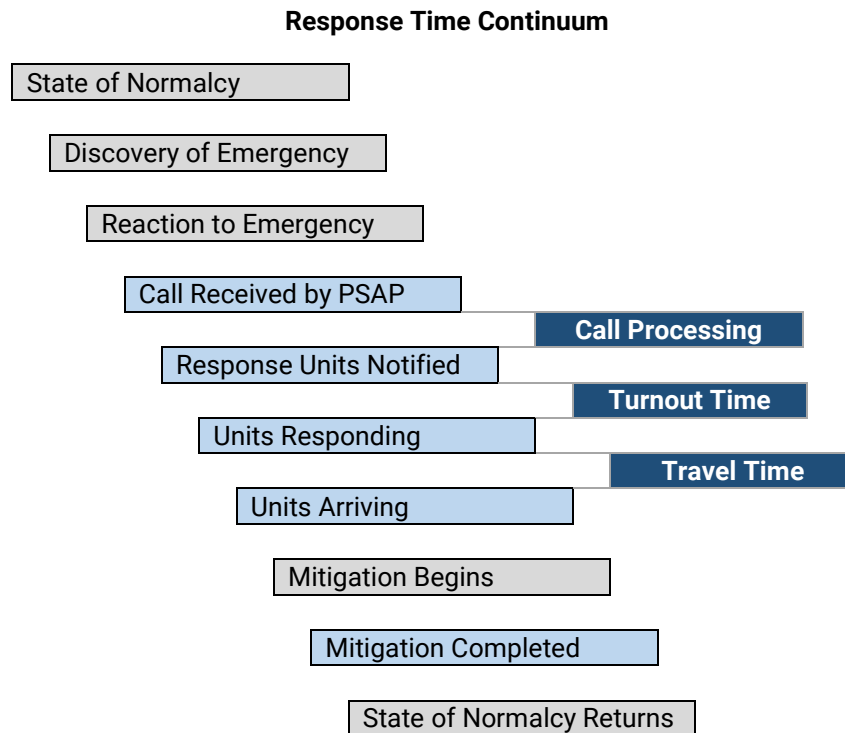 Response Time Continuum
State of Normalcy
Discovery of Emergency
Reaction to Emergency
Call Received by PSAP
Call Processing
Response Units Notified
Turnout Time
Units Responding
Travel Time
Units Arriving
Mitigation Begins
Mitigation Completed
State of Normalcy Returns